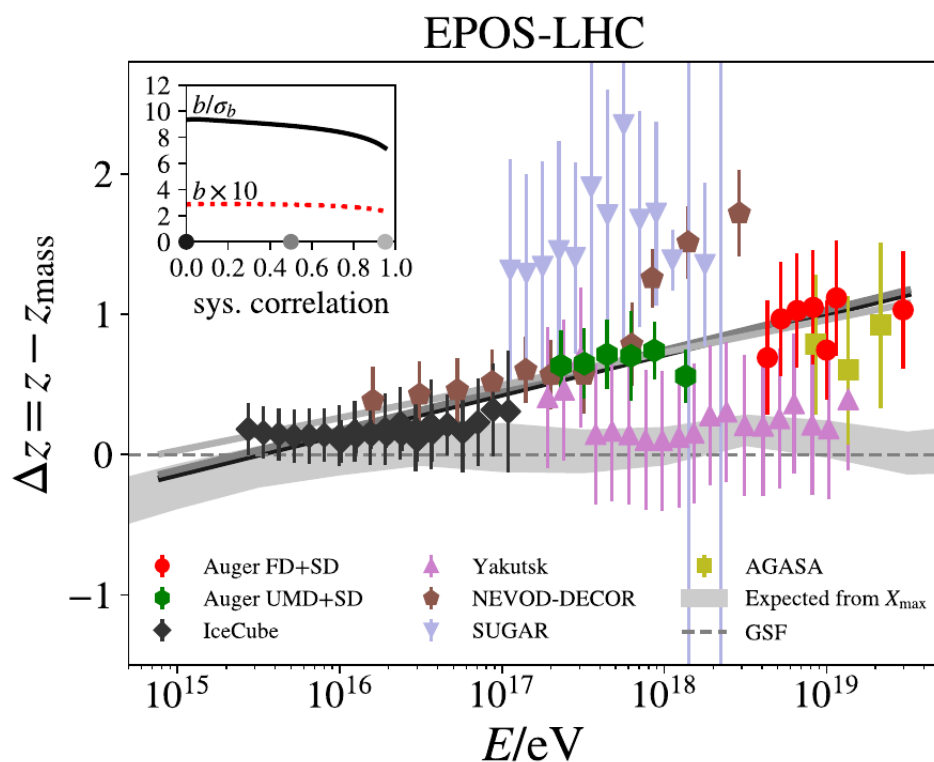 EPOS-LHC
12
10
8
6
4
2
0
b/σ_b
b × 10
0.0 0.2 0.4 0.6 0.8 1.0
sys. correlation
Δz = z − z_mass
2
1
0
−1
Auger FD+SD
Auger UMD+SD
IceCube
Yakutsk
NEVOD-DECOR
SUGAR
AGASA
Expected from X_max
GSF
10^15 10^16 10^17 10^18 10^19
E/eV